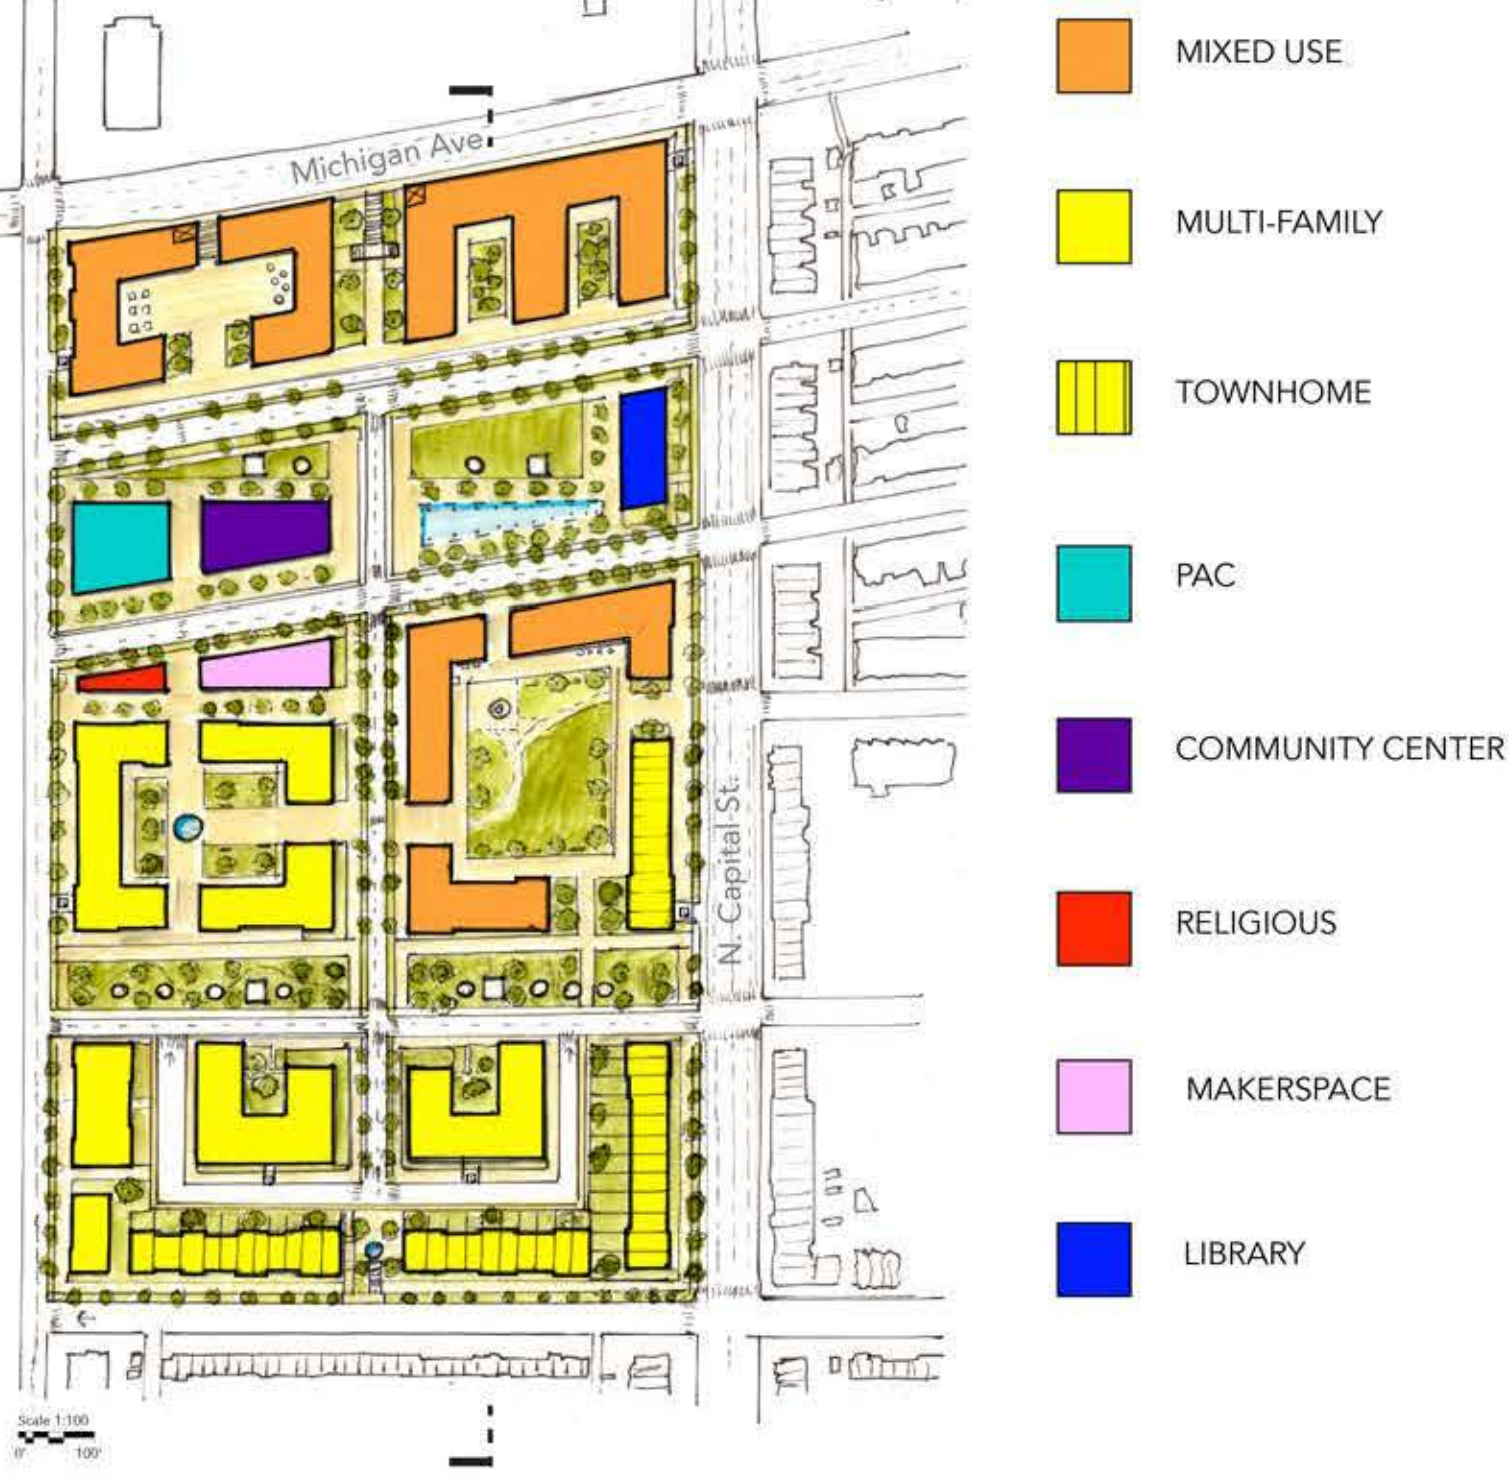 Michigan Ave
N. Capital St.
Scale 1:100
0'
100'
MIXED USE
MULTI-FAMILY
TOWNHOME
PAC
COMMUNITY CENTER
RELIGIOUS
MAKERSPACE
LIBRARY